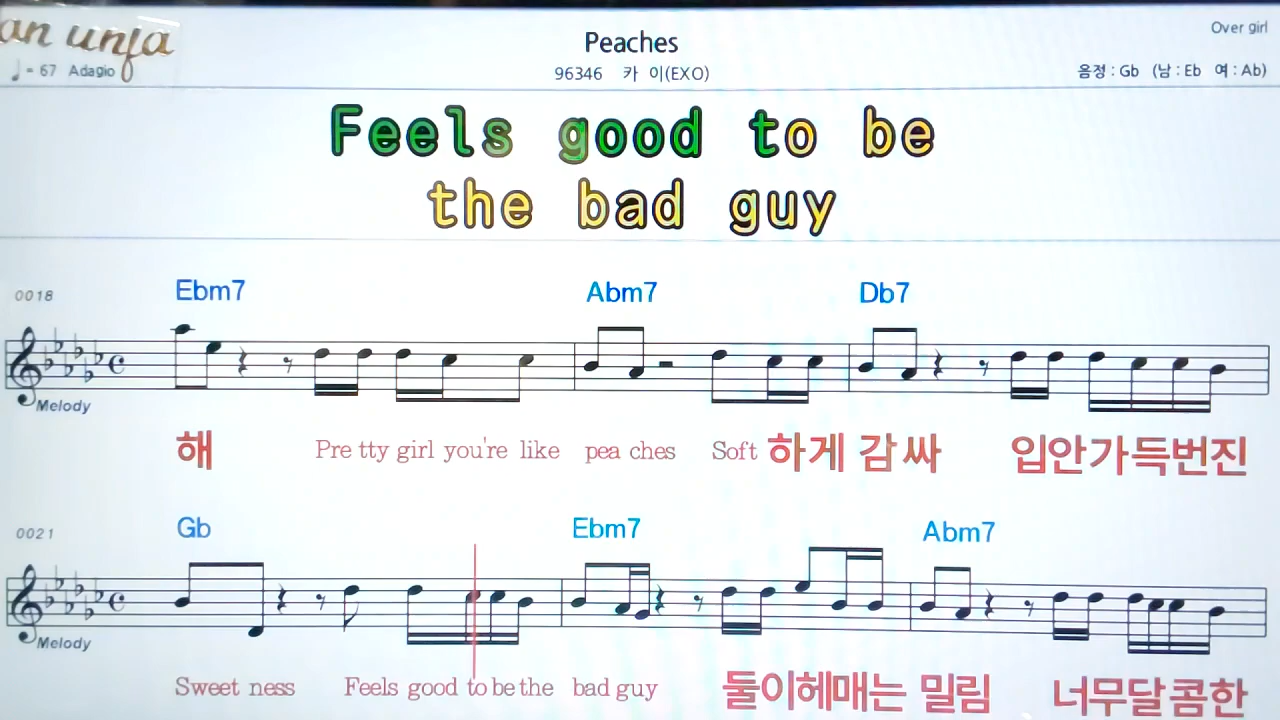 an unfa
Peaches
Over girl
♩= 67 Adagio
96346 카 이(EXO)
음정 : Gb (남 : Eb 여 : Ab)
Feels good to be
the bad guy
0018 Ebm7 Abm7 Db7
Melody
해 Pre tty girl you're like pea ches Soft 하게 감싸 입안가득번진
0021 Gb Ebm7 Abm7
Melody
Sweet ness Feels good to be the bad guy 둘이헤매는 밀림 너무달콤한